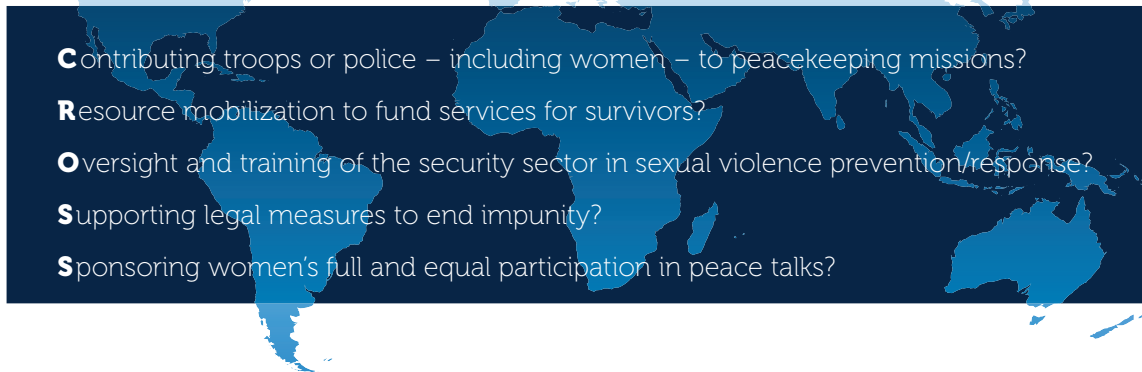 Contributing troops or police – including women – to peacekeeping missions?
Resource mobilization to fund services for survivors?
Oversight and training of the security sector in sexual violence prevention/response?
Supporting legal measures to end impunity?
Sponsoring women's full and equal participation in peace talks?